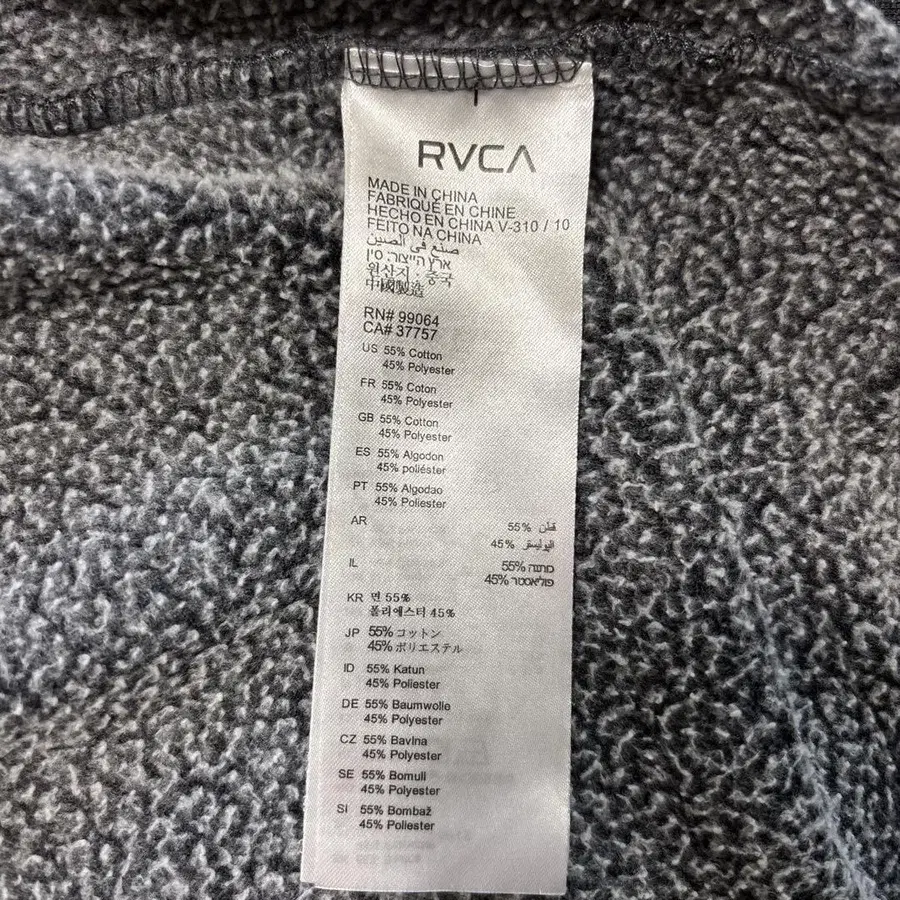 RVCA
MADE IN CHINA
FABRIQUÉ EN CHINE
HECHO EN CHINA V-310 / 10
FEITO NA CHINA
صنع في الصين
ארץ הייצור: סין
원산지 : 중국
中國製造
RN# 99064
CA# 37757
US 55% Cotton
45% Polyester
FR 55% Coton
45% Polyester
GB 55% Cotton
45% Polyester
ES 55% Algodon
45% poliéster
PT 55% Algodao
45% Poliester
AR 55% قطن
45% البوليستر
IL 55% כותנה
45% פוליאסטר
KR 면 55%
폴리에스터 45%
JP 55% コットン
45% ポリエステル
ID 55% Katun
45% Poliester
DE 55% Baumwolle
45% Polyester
CZ 55% Bavlna
45% Polyester
SE 55% Bomull
45% Polyester
SI 55% Bombaž
45% Poliester